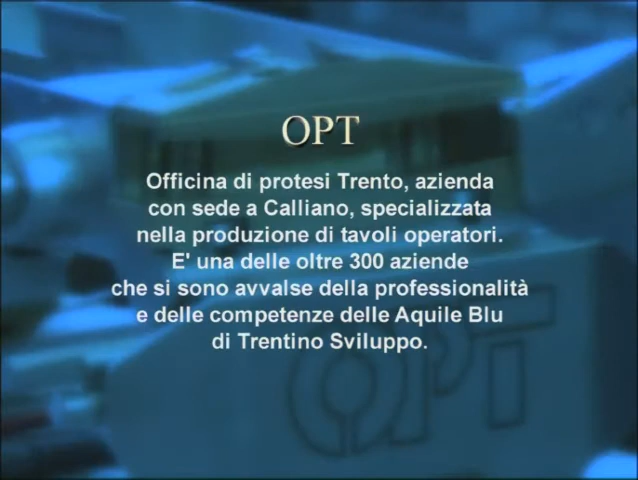 OPT
Officina di protesi Trento, azienda
con sede a Calliano, specializzata
nella produzione di tavoli operatori.
E' una delle oltre 300 aziende
che si sono avvalse della professionalità
e delle competenze delle Aquile Blu
di Trentino Sviluppo.
OPT